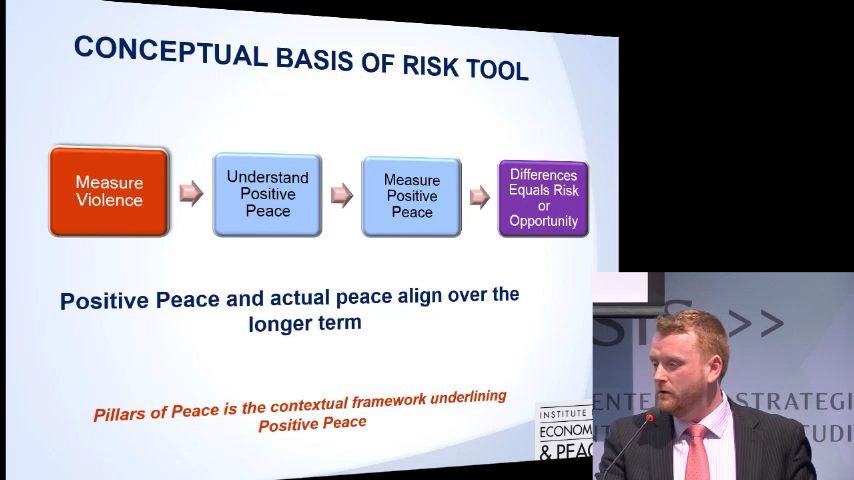 CONCEPTUAL BASIS OF RISK TOOL
Measure
Violence
Understand
Positive
Peace
Measure
Positive
Peace
Differences
Equals Risk
or
Opportunity
Positive Peace and actual peace align over the
longer term
Pillars of Peace is the contextual framework underlining
Positive Peace
INSTITUTE
ECONOM
& PEAC
SIS >>
ENTE STRATEGI
STUDI